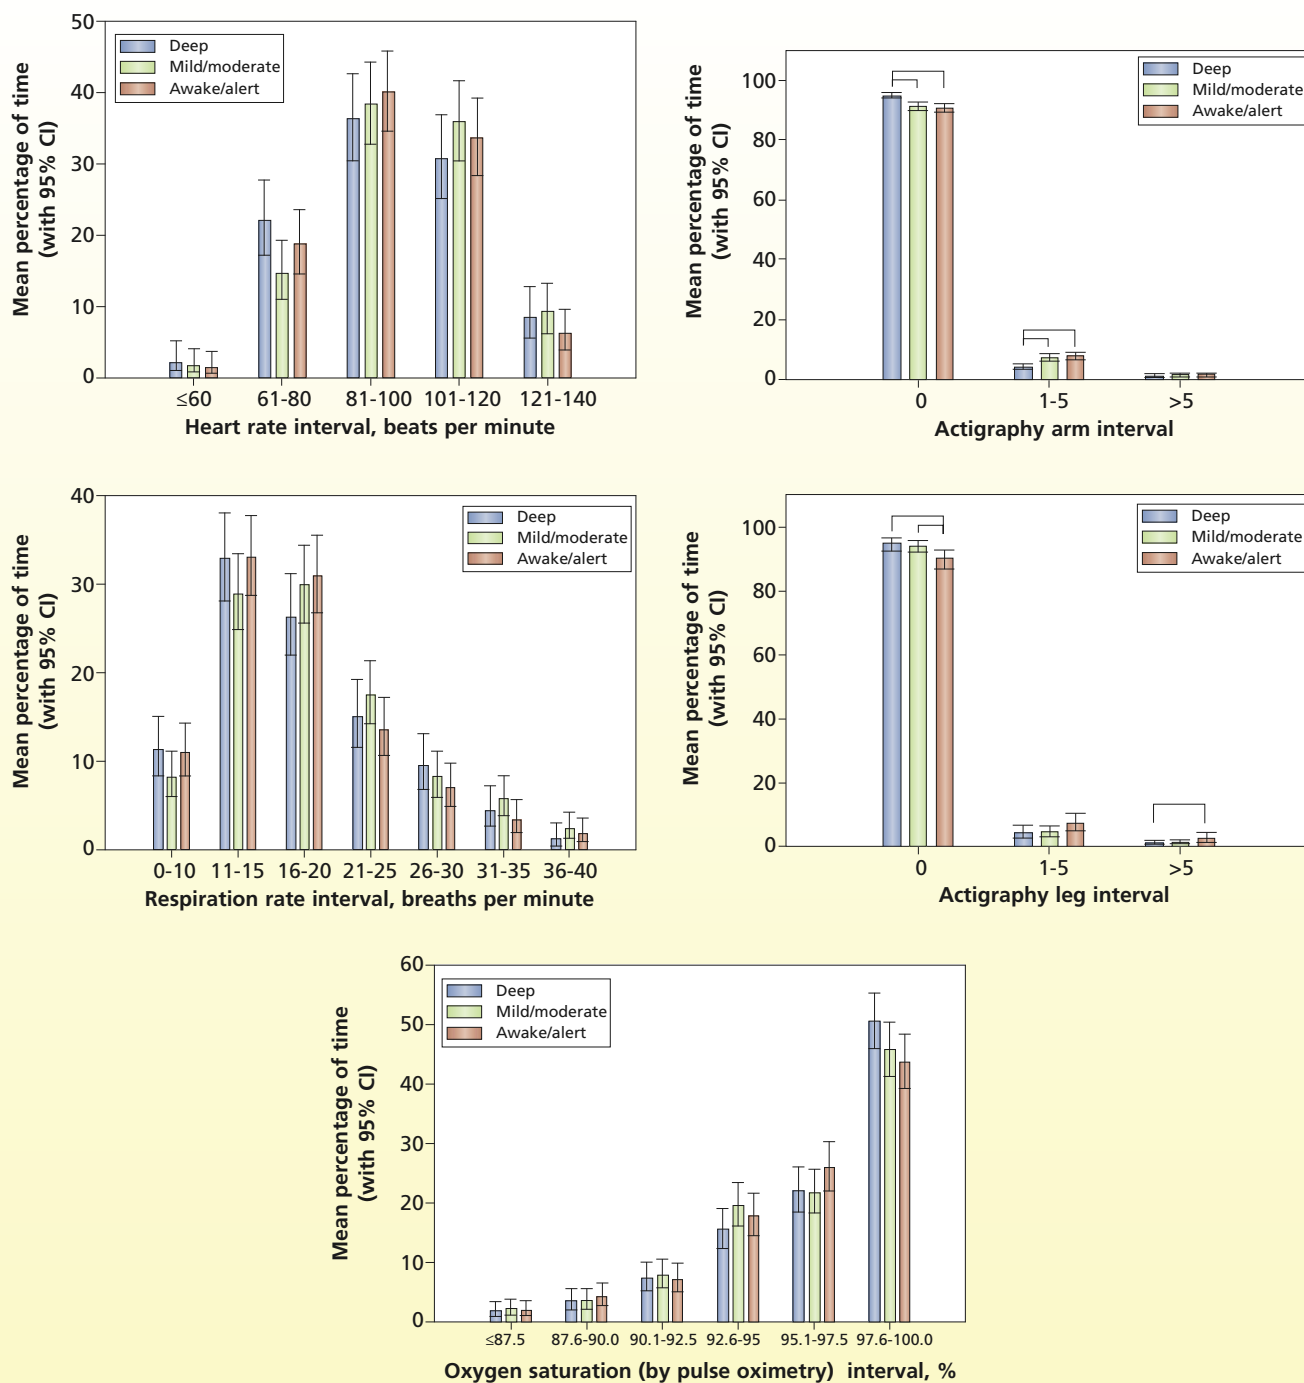 Mean percentage of time
(with 95% CI)
50
40
30
20
10
0
Deep
Mild/moderate
Awake/alert
≤60
61-80
81-100
101-120
121-140
Heart rate interval, beats per minute
Mean percentage of time
(with 95% CI)
100
80
60
40
20
0
Deep
Mild/moderate
Awake/alert
0
1-5
>5
Actigraphy arm interval
Mean percentage of time
(with 95% CI)
40
30
20
10
0
Deep
Mild/moderate
Awake/alert
0-10
11-15
16-20
21-25
26-30
31-35
36-40
Respiration rate interval, breaths per minute
Mean percentage of time
(with 95% CI)
100
80
60
40
20
0
Deep
Mild/moderate
Awake/alert
0
1-5
>5
Actigraphy leg interval
Mean percentage of time
(with 95% CI)
60
50
40
30
20
10
0
Deep
Mild/moderate
Awake/alert
≤87.5
87.6-90.0
90.1-92.5
92.6-95
95.1-97.5
97.6-100.0
Oxygen saturation (by pulse oximetry) interval, %